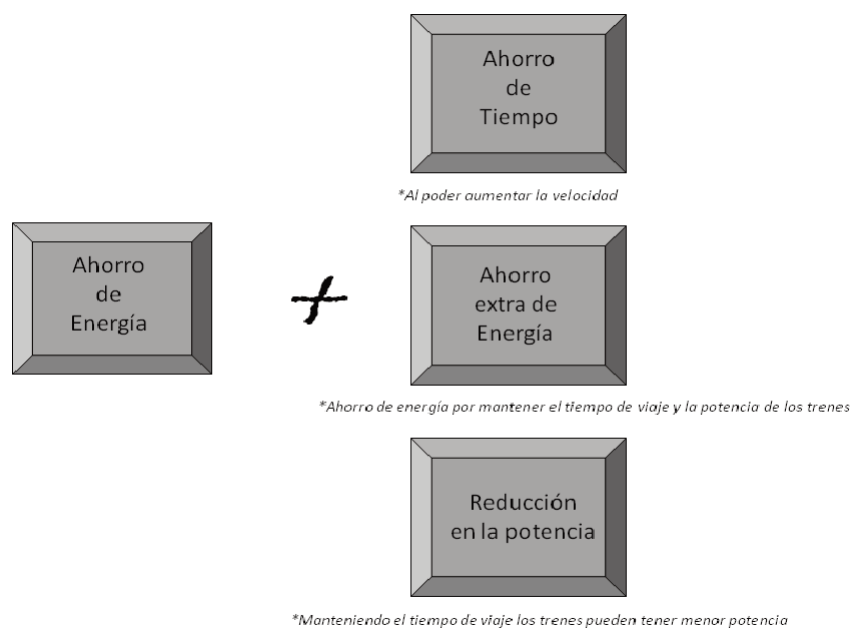 Ahorro
de
Tiempo
*Al poder aumentar la velocidad
Ahorro
de
Energía
+
Ahorro
extra de
Energía
*Ahorro de energía por mantener el tiempo de viaje y la potencia de los trenes
Reducción
en la potencia
*Manteniendo el tiempo de viaje los trenes pueden tener menor potencia